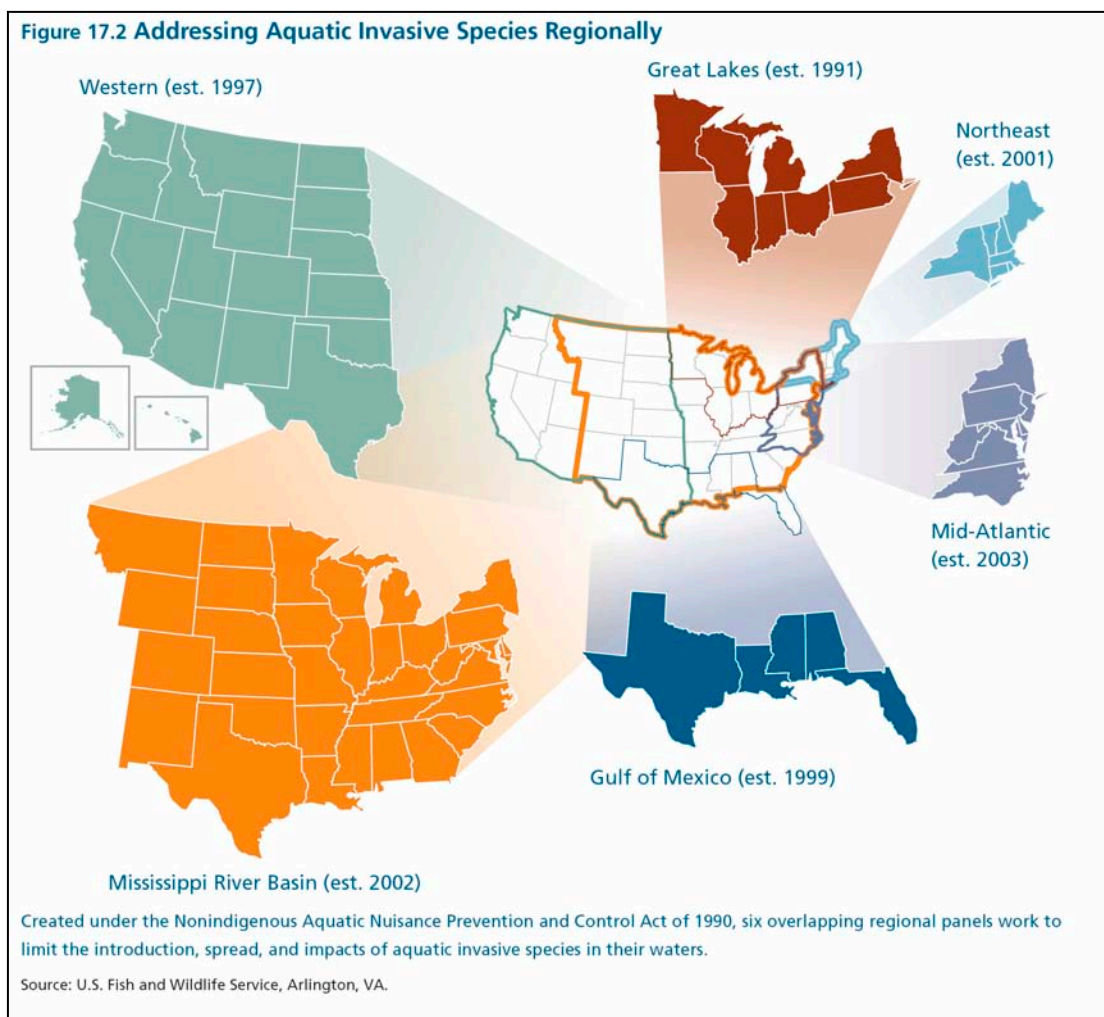 Figure 17.2 Addressing Aquatic Invasive Species Regionally
Western (est. 1997)
Great Lakes (est. 1991)
Northeast
(est. 2001)
Mid-Atlantic
(est. 2003)
Gulf of Mexico (est. 1999)
Mississippi River Basin (est. 2002)
Created under the Nonindigenous Aquatic Nuisance Prevention and Control Act of 1990, six overlapping regional panels work to
limit the introduction, spread, and impacts of aquatic invasive species in their waters.
Source: U.S. Fish and Wildlife Service, Arlington, VA.